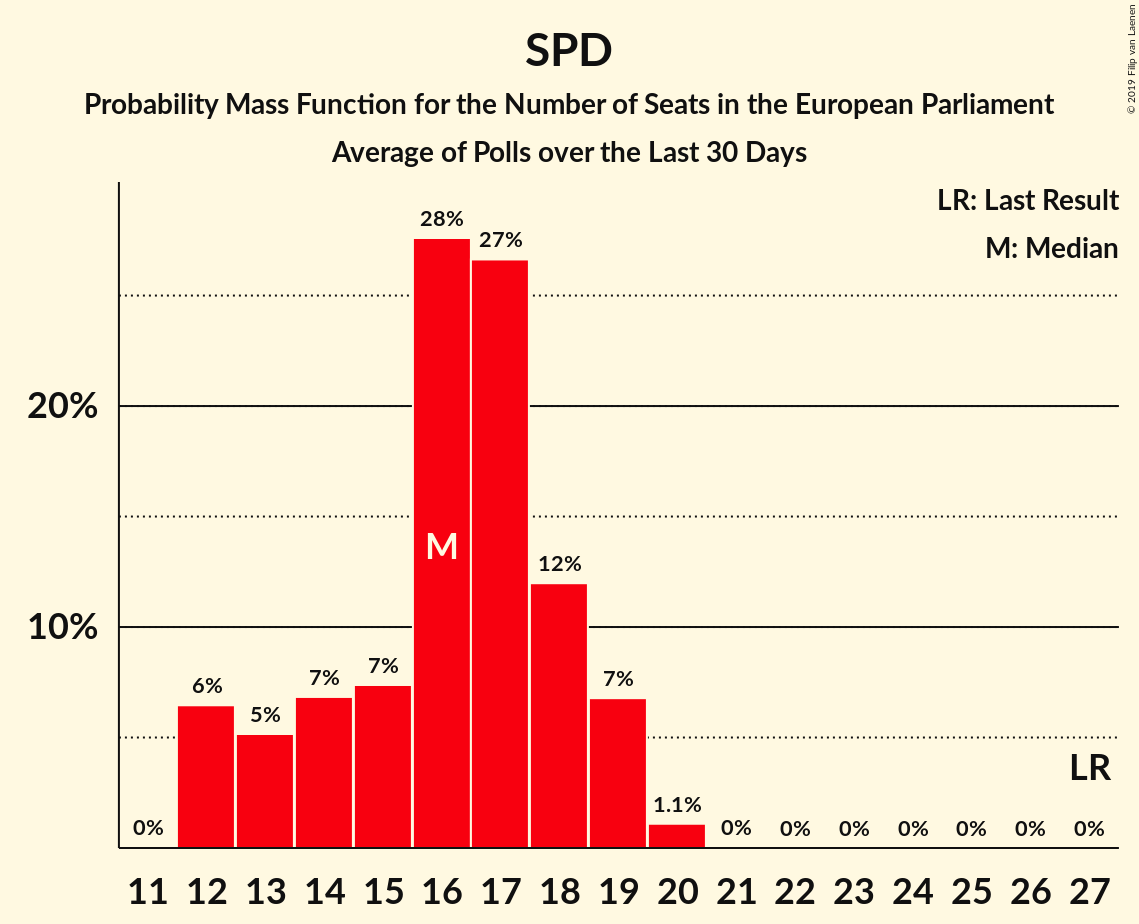 SPD
Probability Mass Function for the Number of Seats in the European Parliament
Average of Polls over the Last 30 Days
© 2019 Filip van Laenen
LR: Last Result
M: Median
28%
27%
20%
12%
M
10%
7%
7%
7%
6%
5%
LR
1.1%
0%
0%
0%
0%
0%
0%
0%
0%
11 12 13 14 15 16 17 18 19 20 21 22 23 24 25 26 27